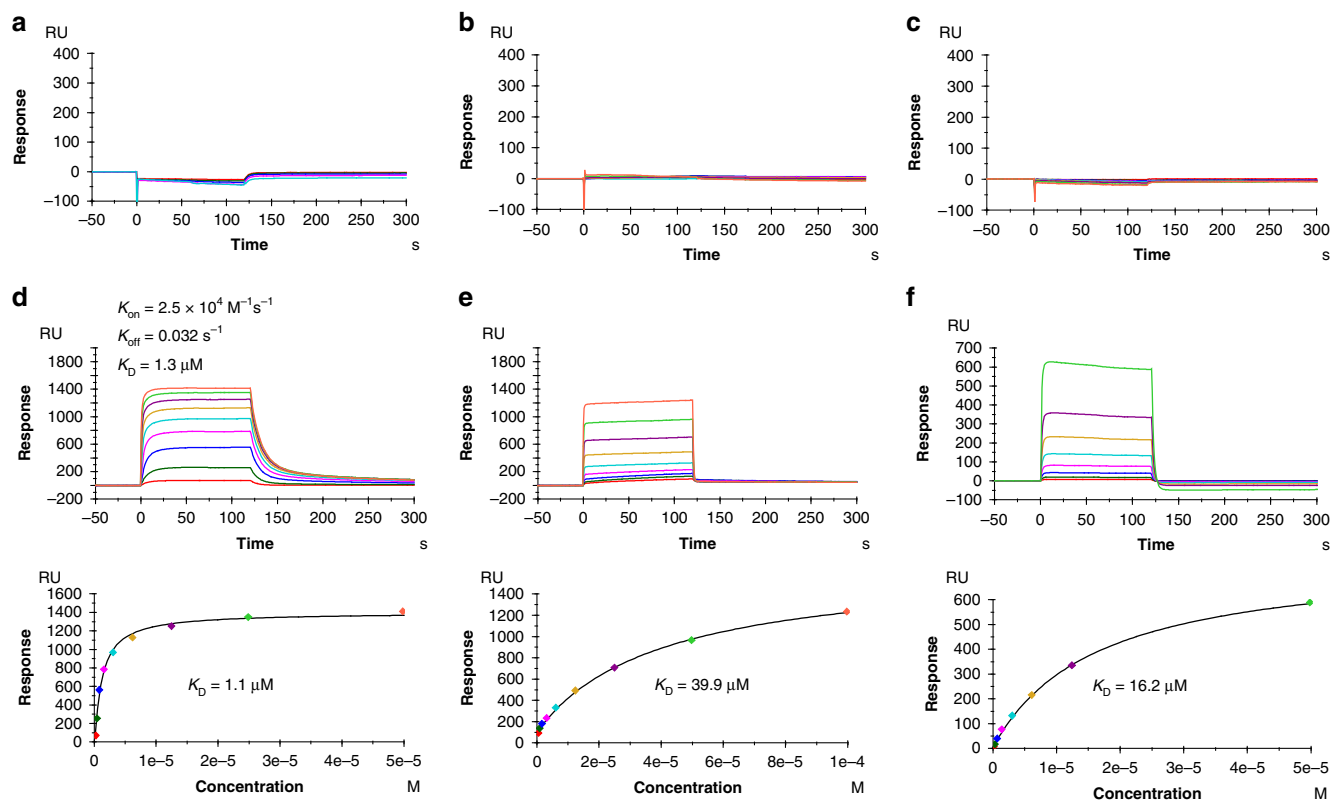 a
RU
400
300
200
100
0
–100
Response
–50 0 50 100 150 200 250 300
Time
s
b
RU
400
300
200
100
0
–100
Response
–50 0 50 100 150 200 250 300
Time
s
c
RU
400
300
200
100
0
–100
Response
–50 0 50 100 150 200 250 300
Time
s
d
K_on = 2.5 × 10⁴ M⁻¹s⁻¹
K_off = 0.032 s⁻¹
K_D = 1.3 μM
RU
1800
1400
1000
600
200
–200
Response
–50 0 50 100 150 200 250 300
Time
s
e
RU
1800
1400
1000
600
200
–200
Response
–50 0 50 100 150 200 250 300
Time
s
f
RU
700
600
500
400
300
200
100
0
–100
Response
–50 0 50 100 150 200 250 300
Time
s
RU
1600
1400
1200
1000
800
600
400
200
0
Response
K_D = 1.1 μM
0 1e–5 2e–5 3e–5 4e–5 5e–5
Concentration
M
RU
1400
1200
1000
800
600
400
200
0
Response
K_D = 39.9 μM
0 2e–5 4e–5 6e–5 8e–5 1e–4
Concentration
M
RU
600
500
400
300
200
100
0
Response
K_D = 16.2 μM
0 1e–5 2e–5 3e–5 4e–5 5e–5
Concentration
M